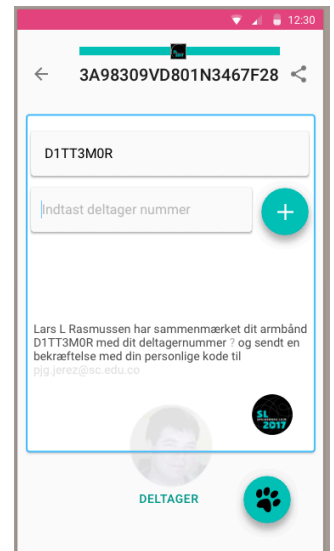 12:30
3A98309VD801N3467F28
D1TT3M0R
Indtast deltager nummer
+
Lars L Rasmussen har sammenmærket dit armbånd
D1TT3M0R med dit deltagernummer ? og sendt en
bekræftelse med din personlige kode til
pjg.jerez@sc.edu.co
SL
2017
DELTAGER